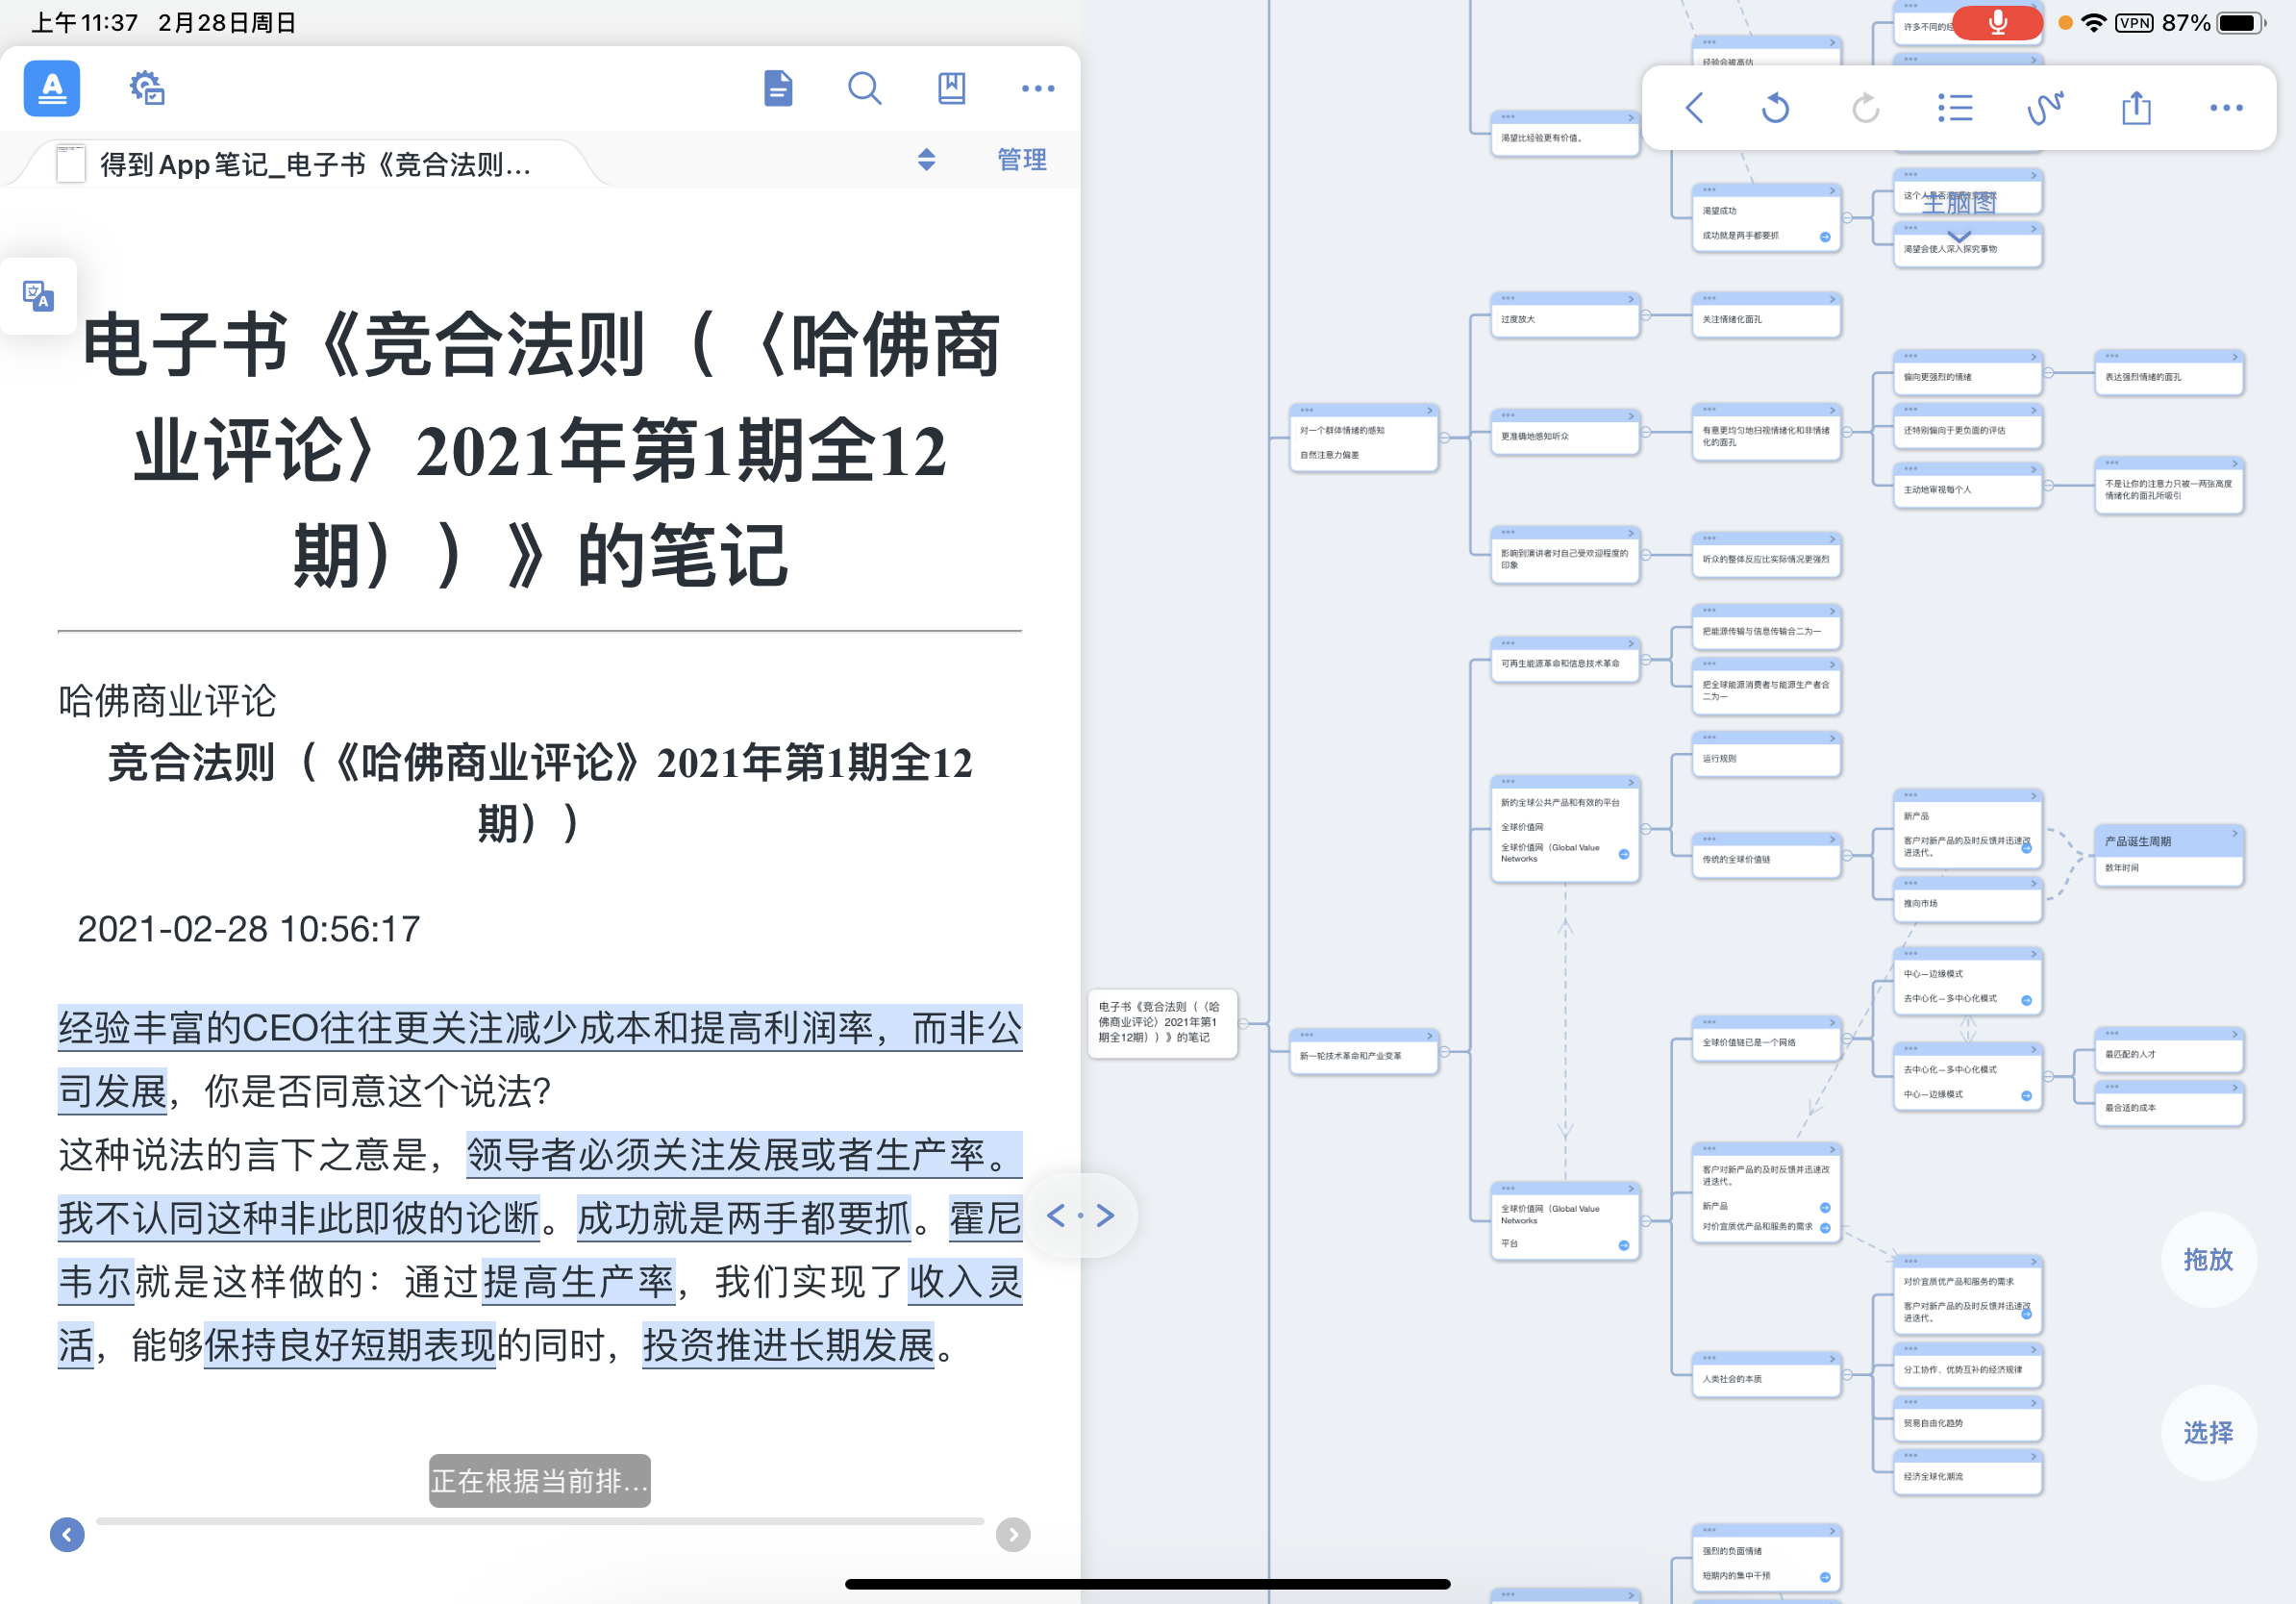 上午11:37 2月28日周日
VPN 87%
得到App笔记_电子书《竞合法则...
管理
电子书《竞合法则（〈哈佛商
业评论〉2021年第1期全12
期））》的笔记
哈佛商业评论
竞合法则（《哈佛商业评论》2021年第1期全12
期））
2021-02-28 10:56:17
经验丰富的CEO往往更关注减少成本和提高利润率，而非公
司发展，你是否同意这个说法?
这种说法的言下之意是，领导者必须关注发展或者生产率。
我不认同这种非此即彼的论断。成功就是两手都要抓。霍尼
韦尔就是这样做的：通过提高生产率，我们实现了收入灵
活，能够保持良好短期表现的同时，投资推进长期发展。
正在根据当前排...
许多不同的经
经验会被高估
渴望比经验更有价值。
渴望成功
成功就是两手都要抓
主脑图
渴望会使人深入探究事物
对一个群体情绪的感知
自然注意力偏差
过度放大
关注情绪化面孔
更准确地感知听众
有意更均匀地扫视情绪化和非情绪
化的面孔
偏向更强烈的情绪
表达强烈情绪的面孔
还特别偏向于更负面的评估
主动地审视每个人
不是让你的注意力只被一两张高度
情绪化的面孔所吸引
影响到演讲者对自己受欢迎程度的
印象
听众的整体反应比实际情况更强烈
电子书《竞合法则（〈哈
佛商业评论〉2021年第1
期全12期））》的笔记
新一轮技术革命和产业变革
可再生能源革命和信息技术革命
把能源传输与信息传输合二为一
把全球能源消费者与能源生产者合
二为一
新的全球公共产品和有效的平台
全球价值网
全球价值网（Global Value
Networks
运行规则
传统的全球价值链
新产品
客户对新产品的及时反馈并迅速改
进迭代。
推向市场
产品诞生周期
数年时间
全球价值网（Global Value
Networks
平台
全球价值链已是一个网络
中心—边缘模式
去中心化—多中心化模式
去中心化—多中心化模式
中心—边缘模式
最匹配的人才
最合适的成本
客户对新产品的及时反馈并迅速改
进迭代。
新产品
对价宜质优产品和服务的需求
人类社会的本质
对价宜质优产品和服务的需求
客户对新产品的及时反馈并迅速改
进迭代。
分工协作、优势互补的经济规律
贸易自由化趋势
经济全球化潮流
强烈的负面情绪
短期内的集中干预
拖放
选择